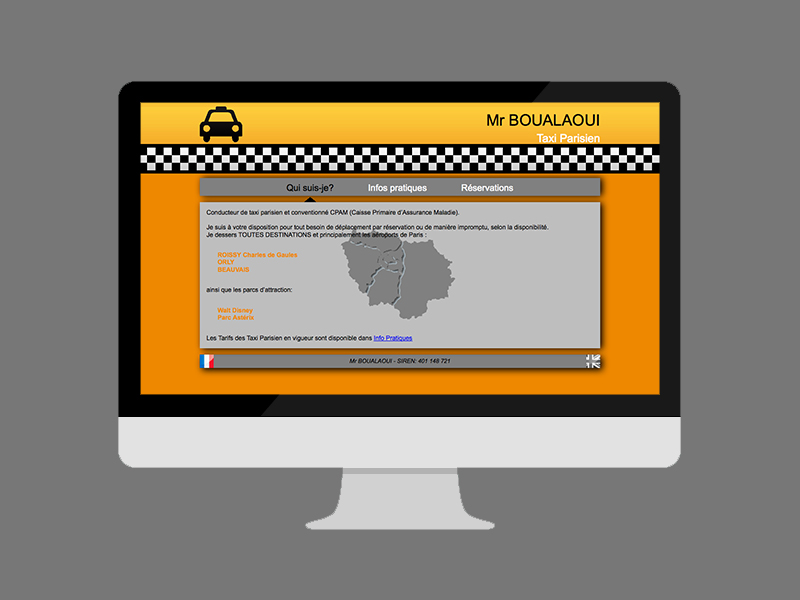 Mr BOUALAOUI
Taxi Parisien
Qui suis-je? Infos pratiques Réservations
Conducteur de taxi parisien et conventionné CPAM (Caisse Primaire d'Assurance Maladie).
Je suis à votre disposition pour tout besoin de déplacement par réservation ou de manière impromptu, selon la disponibilité.
Je dessers TOUTES DESTINATIONS et principalement les aéroports de Paris :
ROISSY Charles de Gaules
ORLY
BEAUVAIS
ainsi que les parcs d'attraction:
Walt Disney
Parc Astérix
Les Tarifs des Taxi Parisien en vigueur sont disponible dans Info Pratiques
Mr BOUALAOUI - SIREN: 401 148 721